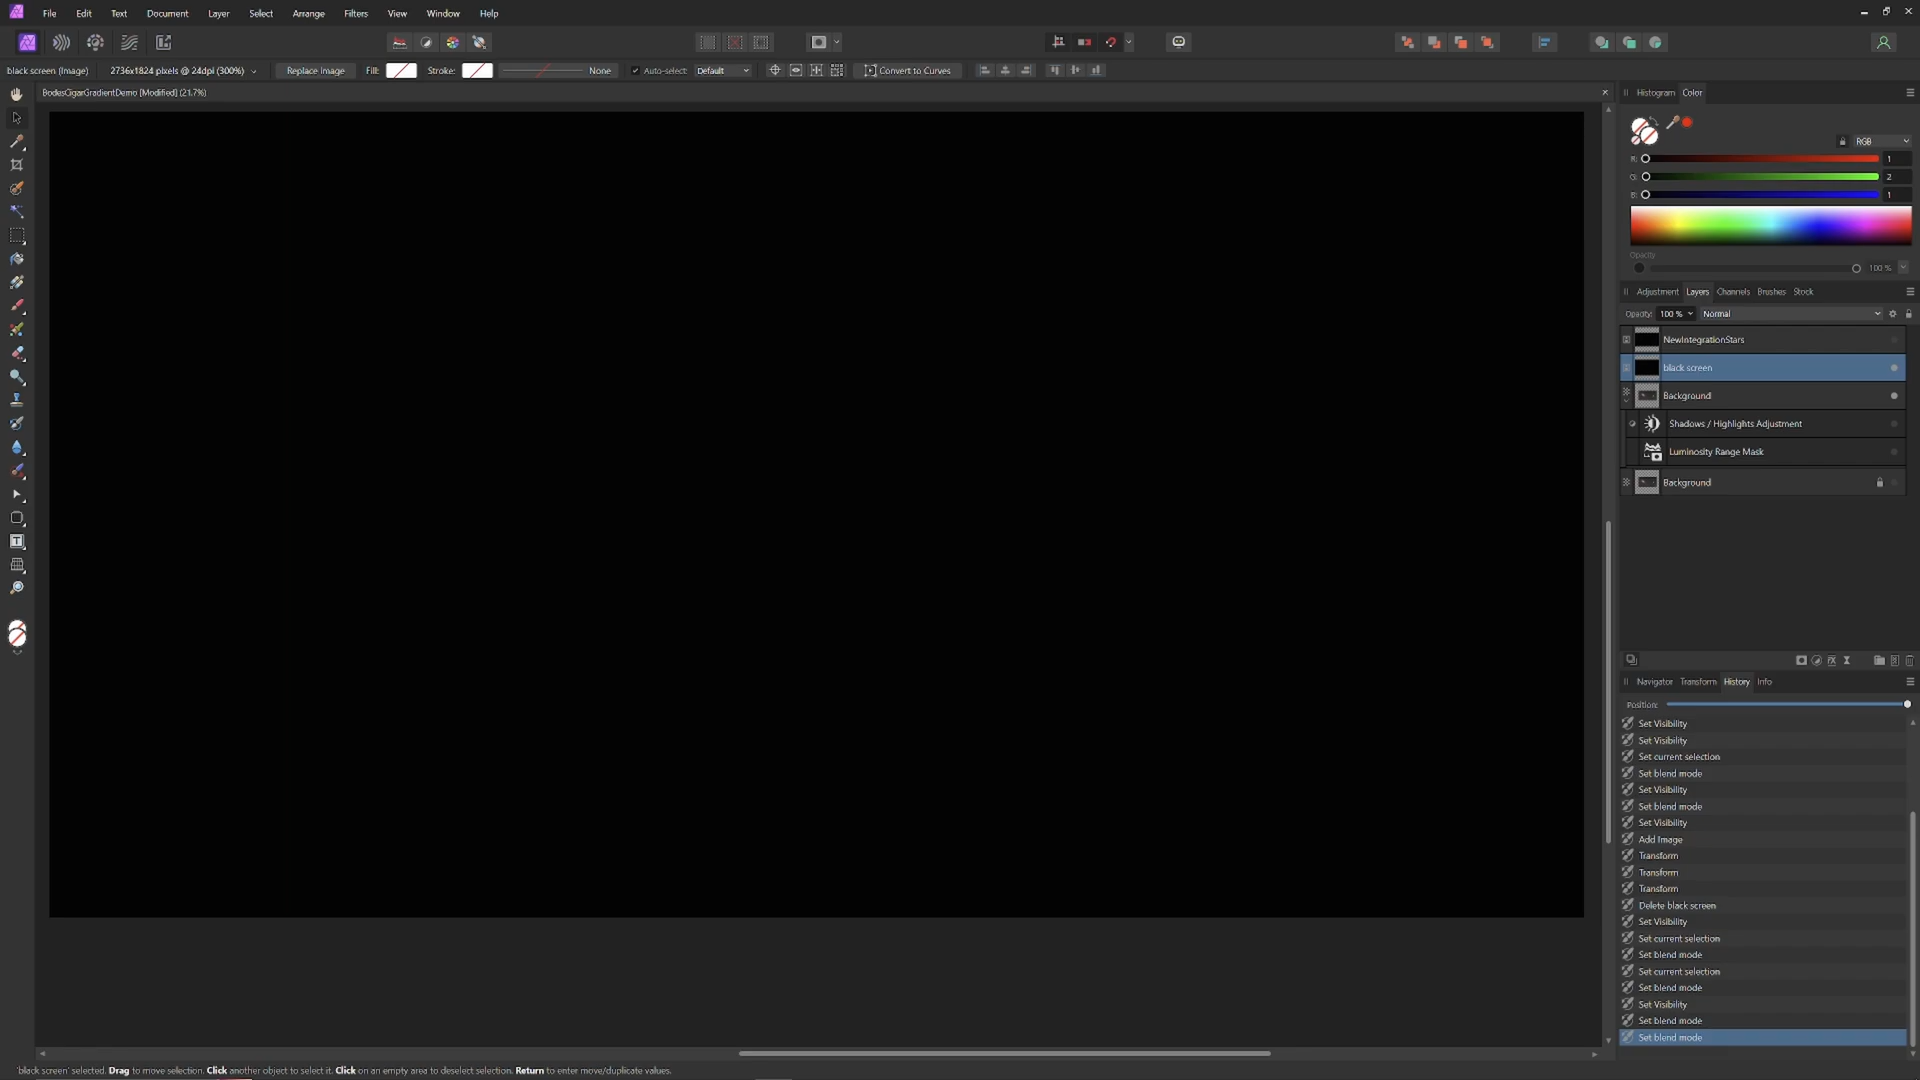 File Edit Text Document Layer Select Arrange Filters View Window Help
black screen (Image) 2736x1824 pixels @ 24dpi (300%) Replace Image Fill: Stroke: None Auto-select: Default Convert to Curves
BodesCigarGradientDemo [Modified] (21.7%)
Histogram Color
RGB
R: 1
G: 2
B: 1
Opacity
100 %
Adjustment Layers Channels Brushes Stock
Opacity: 100 % Normal
NewIntegrationStars
black screen
Background
Shadows / Highlights Adjustment
Luminosity Range Mask
Background
Navigator Transform History Info
Position:
Set Visibility
Set Visibility
Set current selection
Set blend mode
Set Visibility
Set blend mode
Set Visibility
Add Image
Transform
Transform
Transform
Delete black screen
Set Visibility
Set current selection
Set blend mode
Set current selection
Set blend mode
Set Visibility
Set blend mode
Set blend mode
'black screen' selected. Drag to move selection. Click another object to select it. Click on an empty area to deselect selection. Return to enter move/duplicate values.